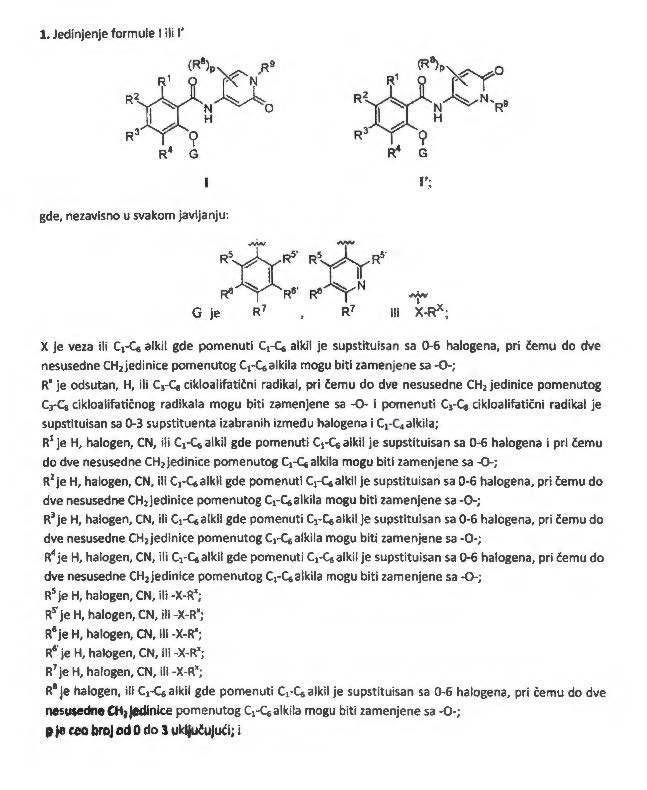 1. Jedinjenje formule I ili I'
(R⁸)ₚ R⁹ R¹ O N R² N H O R³ O R⁴ G
(R⁸)ₚ O R¹ O N R⁹ R² N H R³ O R⁴ G
I I';
gde, nezavisno u svakom javljanju:
R⁵ R⁵' R⁵ R⁵'
R⁶ R⁶' R⁶ N
G je R⁷ , R⁷ ili X-Rˣ;
X je veza ili C₁-C₆ alkil gde pomenuti C₁-C₆ alkil je supstituisan sa 0-6 halogena, pri čemu do dve
nesusedne CH₂ jedinice pomenutog C₁-C₆ alkila mogu biti zamenjene sa -O-;
Rˣ je odsutan, H, ili C₃-C₈ cikloalifatični radikal, pri čemu do dve nesusedne CH₂ jedinice pomenutog
C₃-C₈ cikloalifatičnog radikala mogu biti zamenjene sa -O- i pomenuti C₃-C₈ cikloalifatični radikal je
supstituisan sa 0-3 supstituenta izabranih između halogena i C₁-C₄ alkila;
R¹ je H, halogen, CN, ili C₁-C₆ alkil gde pomenuti C₁-C₆ alkil je supstituisan sa 0-6 halogena i pri čemu
do dve nesusedne CH₂ jedinice pomenutog C₁-C₆ alkila mogu biti zamenjene sa -O-;
R² je H, halogen, CN, ili C₁-C₆ alkil gde pomenuti C₁-C₆ alkil je supstituisan sa 0-6 halogena, pri čemu do
dve nesusedne CH₂ jedinice pomenutog C₁-C₆ alkila mogu biti zamenjene sa -O-;
R³ je H, halogen, CN, ili C₁-C₆ alkil gde pomenuti C₁-C₆ alkil je supstituisan sa 0-6 halogena, pri čemu do
dve nesusedne CH₂ jedinice pomenutog C₁-C₆ alkila mogu biti zamenjene sa -O-;
R⁴ je H, halogen, CN, ili C₁-C₆ alkil gde pomenuti C₁-C₆ alkil je supstituisan sa 0-6 halogena, pri čemu do
dve nesusedne CH₂ jedinice pomenutog C₁-C₆ alkila mogu biti zamenjene sa -O-;
R⁵ je H, halogen, CN, ili -X-Rˣ;
R⁵' je H, halogen, CN, ili -X-Rˣ;
R⁶ je H, halogen, CN, ili -X-Rˣ;
R⁶' je H, halogen, CN, ili -X-Rˣ;
R⁷ je H, halogen, CN, ili -X-Rˣ;
R⁸ je halogen, ili C₁-C₆ alkil gde pomenuti C₁-C₆ alkil je supstituisan sa 0-6 halogena, pri čemu do dve
nesusedne CH₂ jedinice pomenutog C₁-C₆ alkila mogu biti zamenjene sa -O-;
p je ceo broj od 0 do 3 uključujući; i